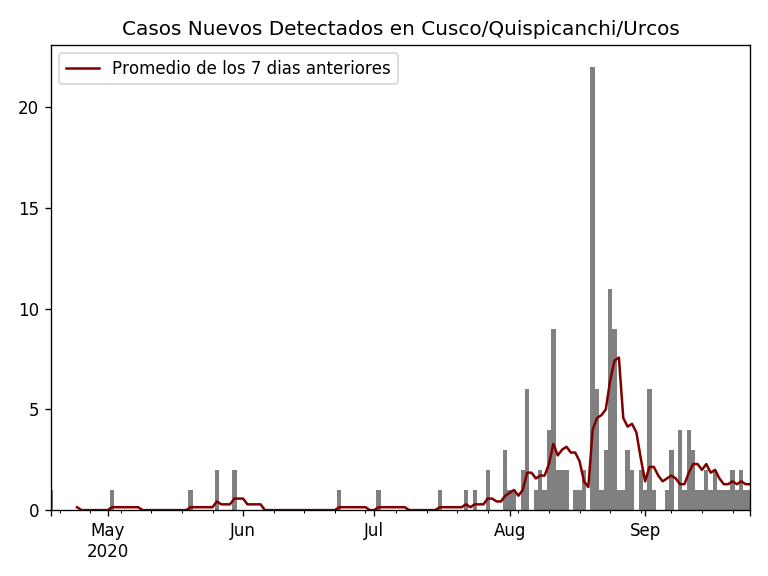 Casos Nuevos Detectados en Cusco/Quispicanchi/Urcos
Promedio de los 7 dias anteriores
20
15
10
5
0
May Jun Jul Aug Sep
2020